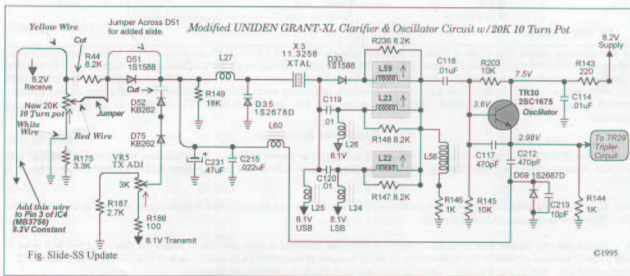 Modified UNIDEN GRANT-XL Clarifier & Oscillator Circuit w/20K 10 Turn Pot
Yellow Wire
Cut
Jumper Across D51
for added slide.
R44
8.2K
D51
1S1588
8.2V
Receive
New 20K
10 Turn pot
Jumper
Red Wire
White
Wire
Cut
D52
KB262
D75
KB262
R175
3.3K
VR5
TX ADJ
3K
R187
2.7K
R188
100
8.1V Transmit
Add this wire
to Pin 3 of IC4
(MB3756)
8.2V Constant
Fig. Slide-SS Update
L27
R149
18K
D35
1S2678D
L60
C231
.47uF
C215
.022uF
X3
11.3258
XTAL
D33
1S1588
R236 8.2K
L59
L23
R148 8.2K
L22
R147 8.2K
C119
.01
L26
8.1V
C120
.01
L25
8.1V
USB
L24
8.1V
LSB
L58
R146
1K
C118
.01uF
R203
10K
7.5V
TR30
2SC1675
Oscillator
3.6V
2.98V
C117
470pF
C212
470pF
R145
10K
D69 1S2687D
C213
10pF
R144
1K
C114
.01uF
R143
220
8.2V
Supply
To TR29
Tripler
Circuit
©1995